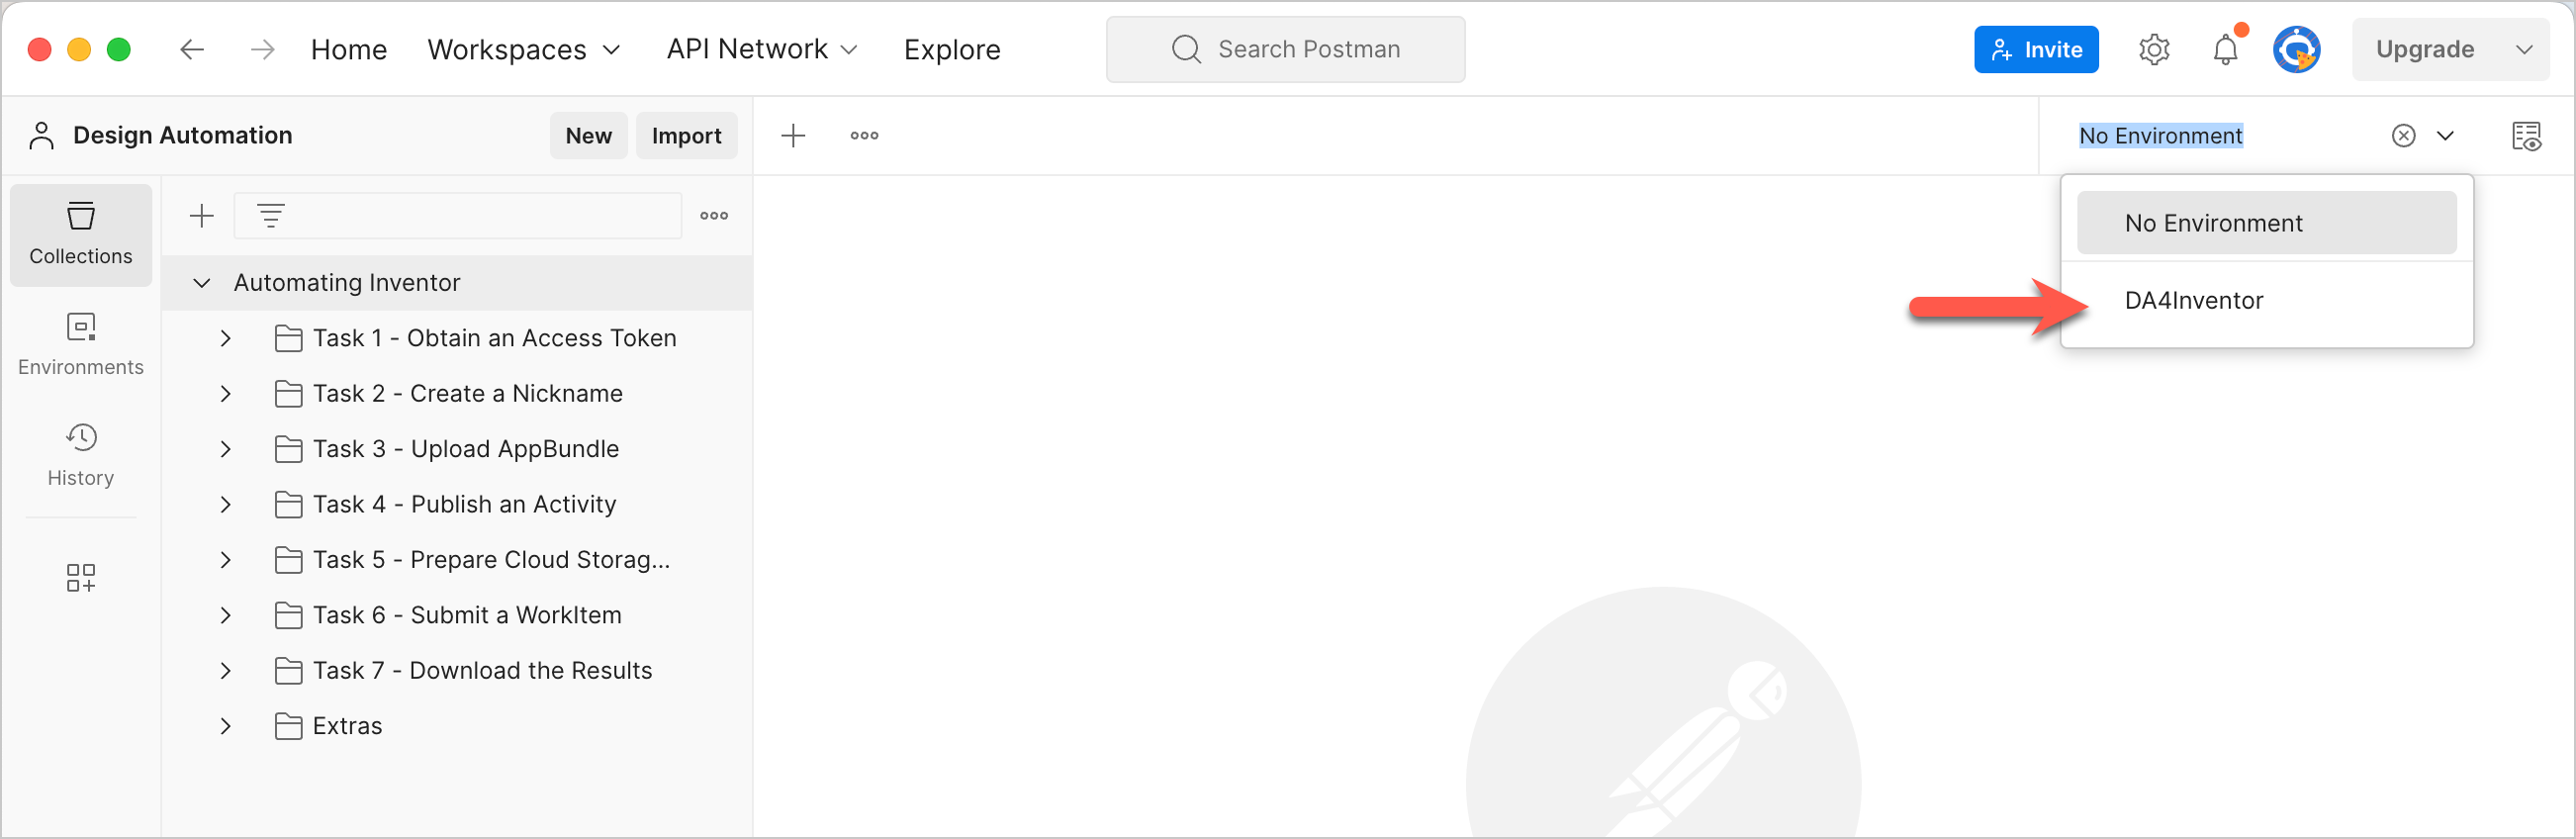 Home Workspaces API Network Explore Search Postman Invite Upgrade
Design Automation New Import No Environment
Collections
Environments
History
Automating Inventor
Task 1 - Obtain an Access Token
Task 2 - Create a Nickname
Task 3 - Upload AppBundle
Task 4 - Publish an Activity
Task 5 - Prepare Cloud Storag...
Task 6 - Submit a WorkItem
Task 7 - Download the Results
Extras
No Environment
DA4Inventor